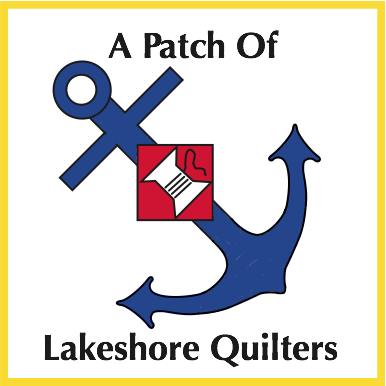 A Patch Of
Lakeshore Quilters